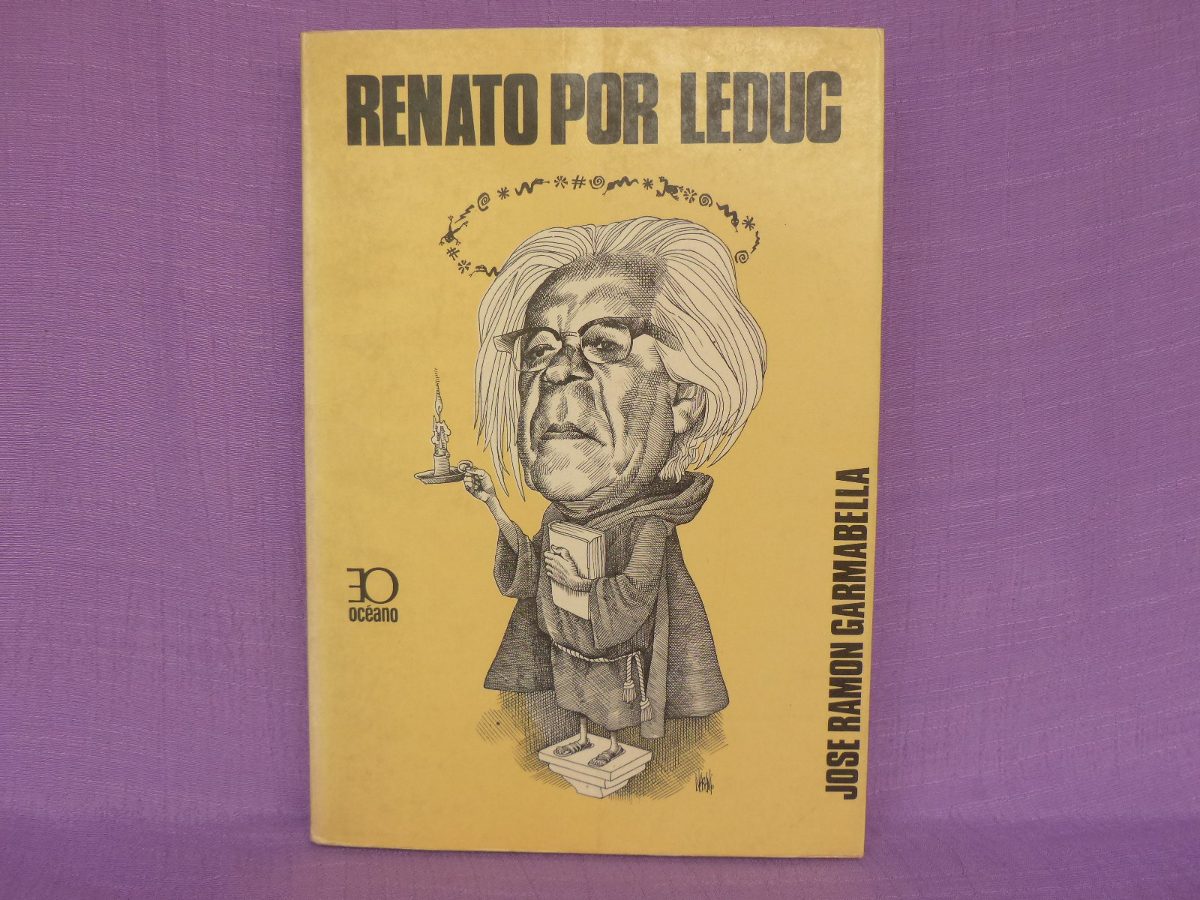 RENATO POR LEDUC
océano
JOSE RAMON GARMABELLA